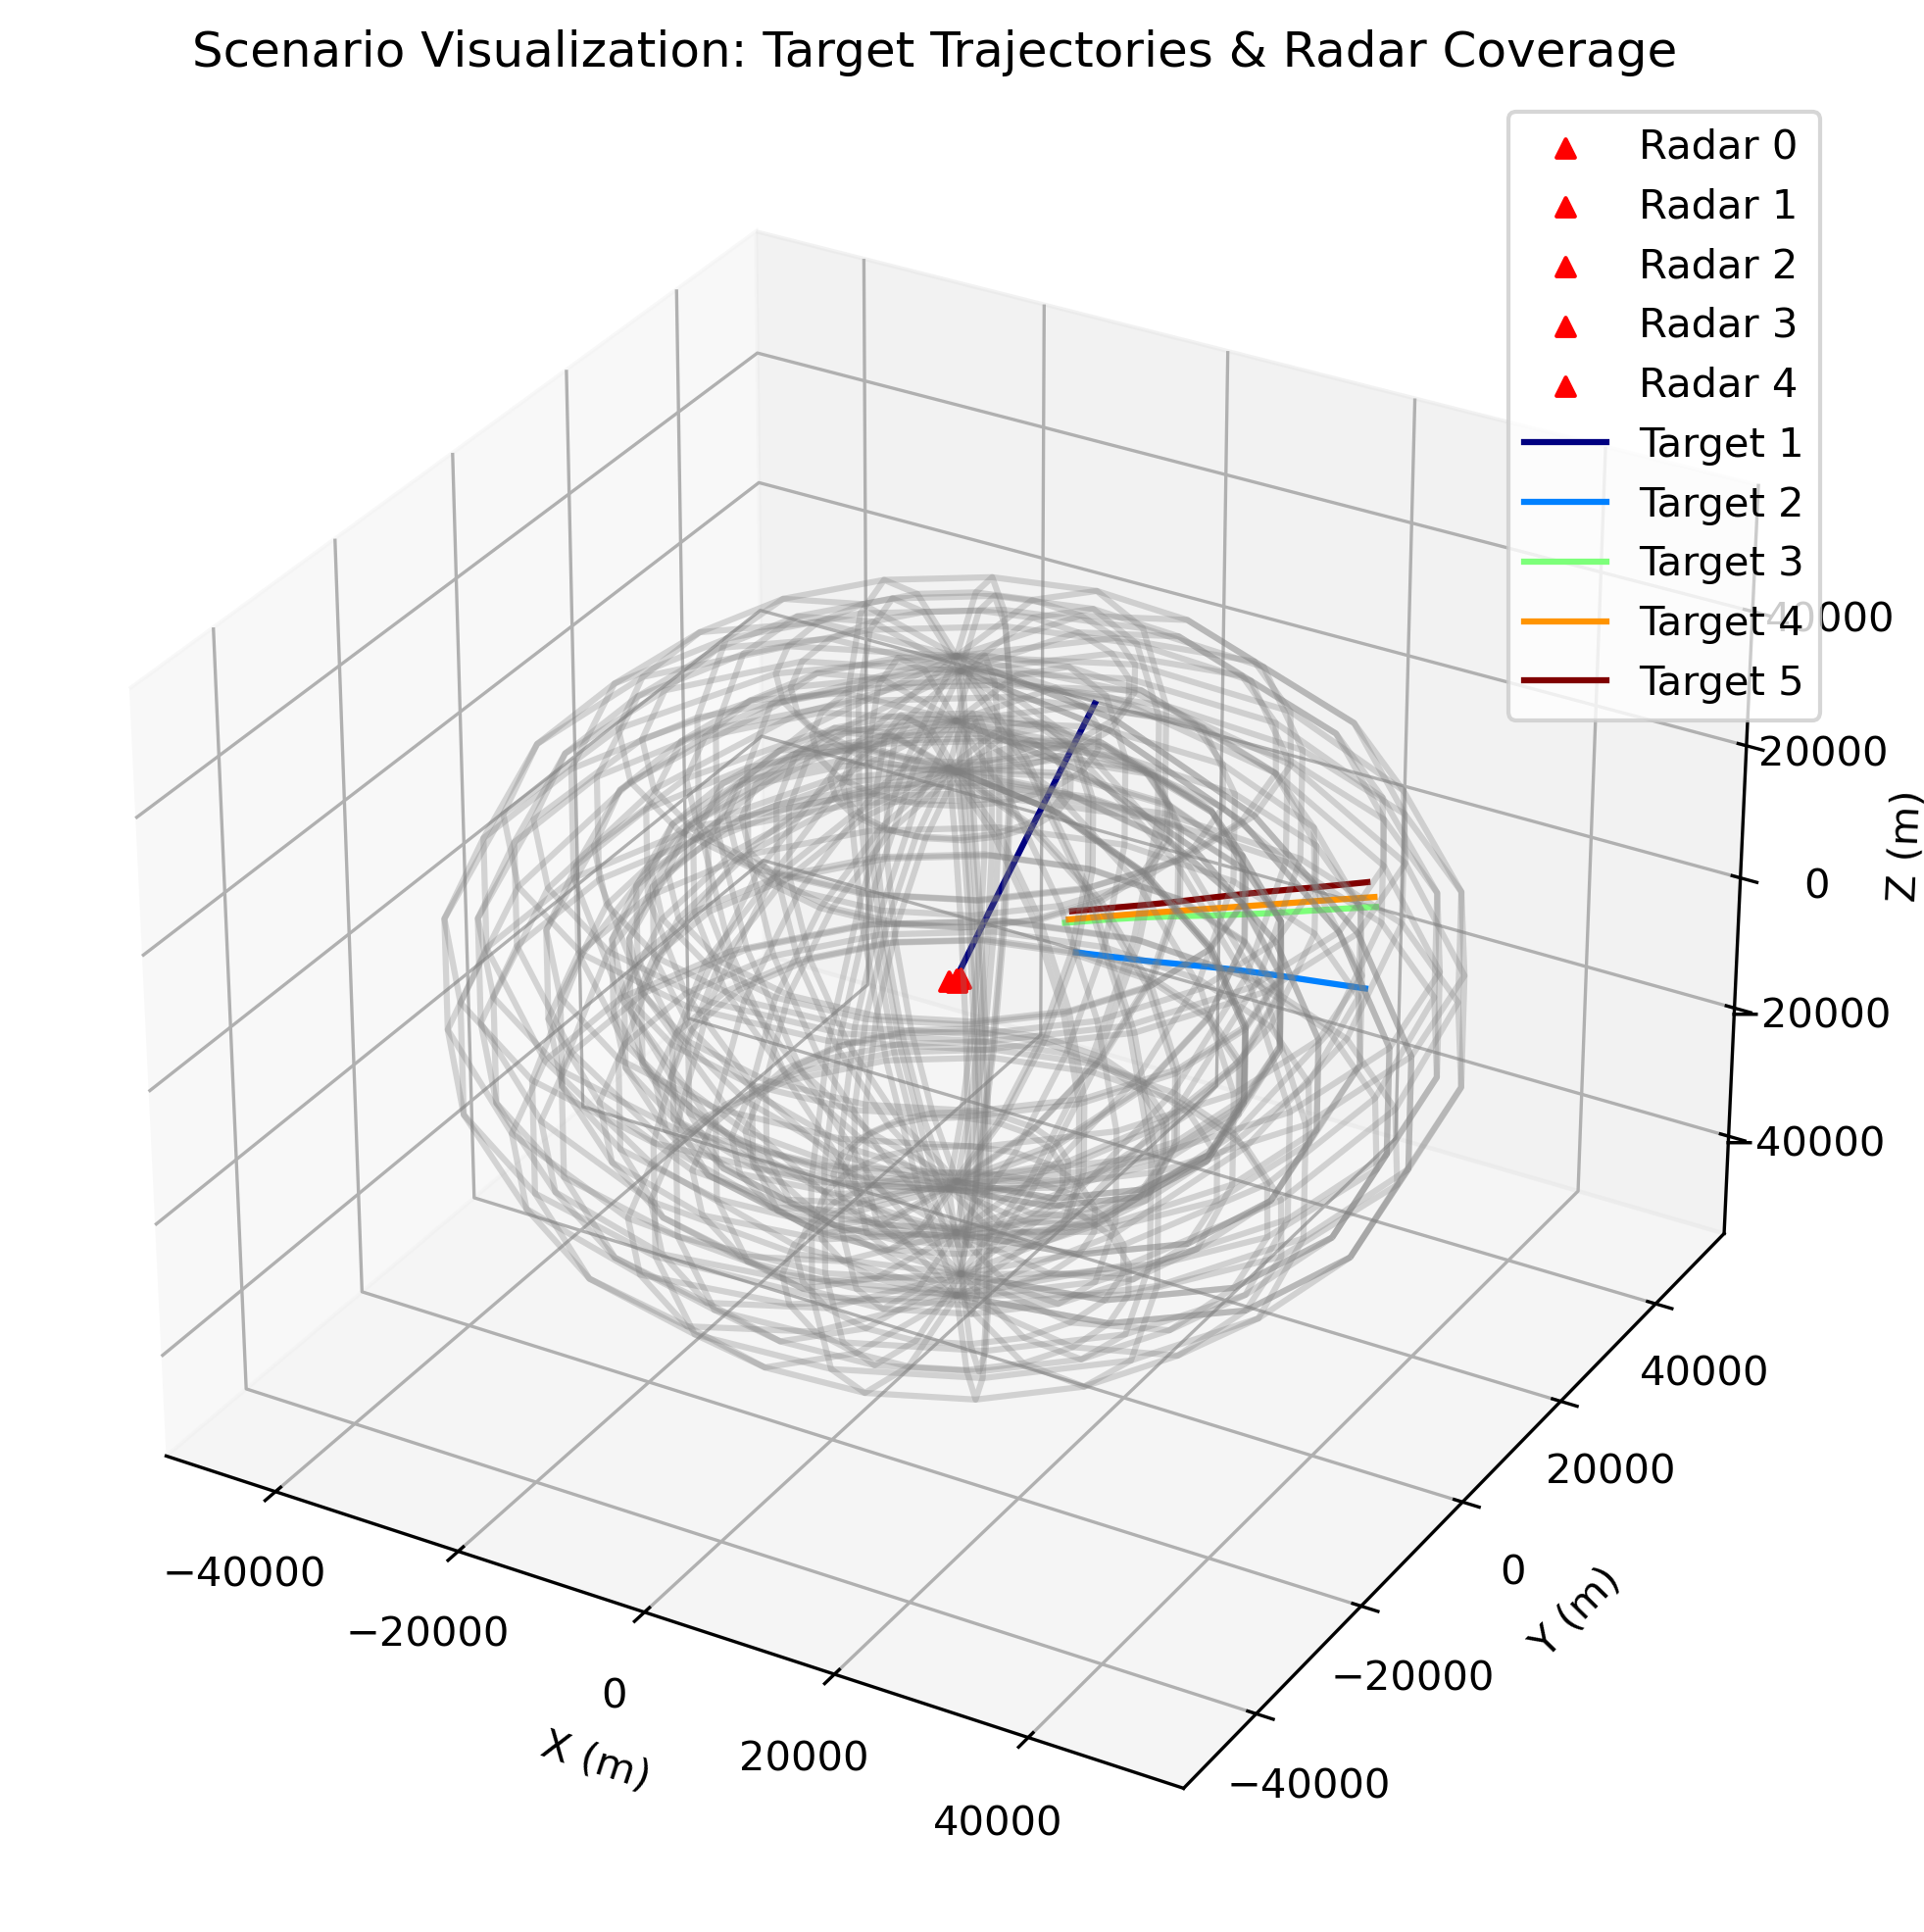 Scenario Visualization: Target Trajectories & Radar Coverage
Radar 0
Radar 1
Radar 2
Radar 3
Radar 4
Target 1
Target 2
Target 3
Target 4
Target 5
40000
20000
0
−20000
−40000
Z (m)
40000
20000
0
−20000
−40000
Y (m)
−40000
−20000
0
20000
40000
X (m)